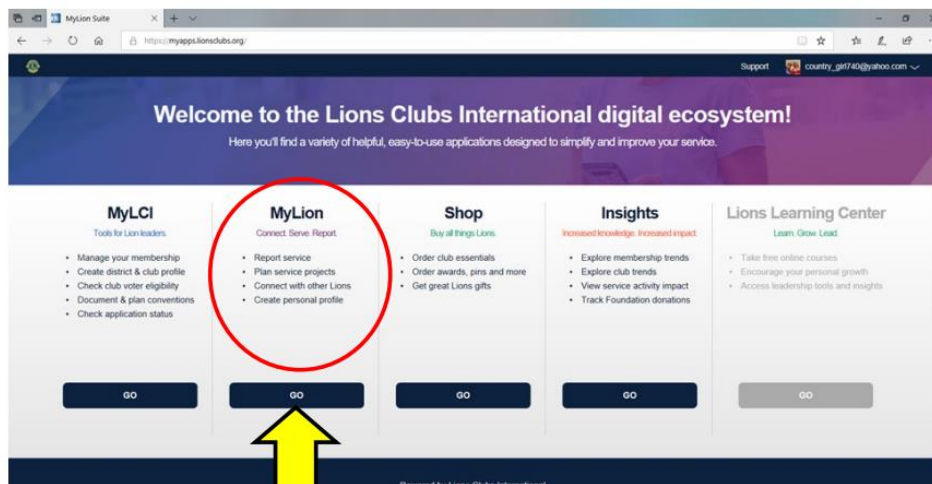 MyLion Suite
https://myapps.lionsclubs.org/
Support
country_girl740@yahoo.com
Welcome to the Lions Clubs International digital ecosystem!
Here you'll find a variety of helpful, easy-to-use applications designed to simplify and improve your service.
MyLCI
Tools for Lion leaders.
Manage your membership
Create district & club profile
Check club voter eligibility
Document & plan conventions
Check application status
GO
MyLion
Connect. Serve. Report.
Report service
Plan service projects
Connect with other Lions
Create personal profile
GO
Shop
Buy all things Lions.
Order club essentials
Order awards, pins and more
Get great Lions gifts
GO
Insights
Increased knowledge. Increased impact.
Explore membership trends
Explore club trends
View service activity impact
Track Foundation donations
GO
Lions Learning Center
Learn. Grow. Lead.
Take free online courses
Encourage your personal growth
Access leadership tools and insights
GO
Powered by Lions Clubs International